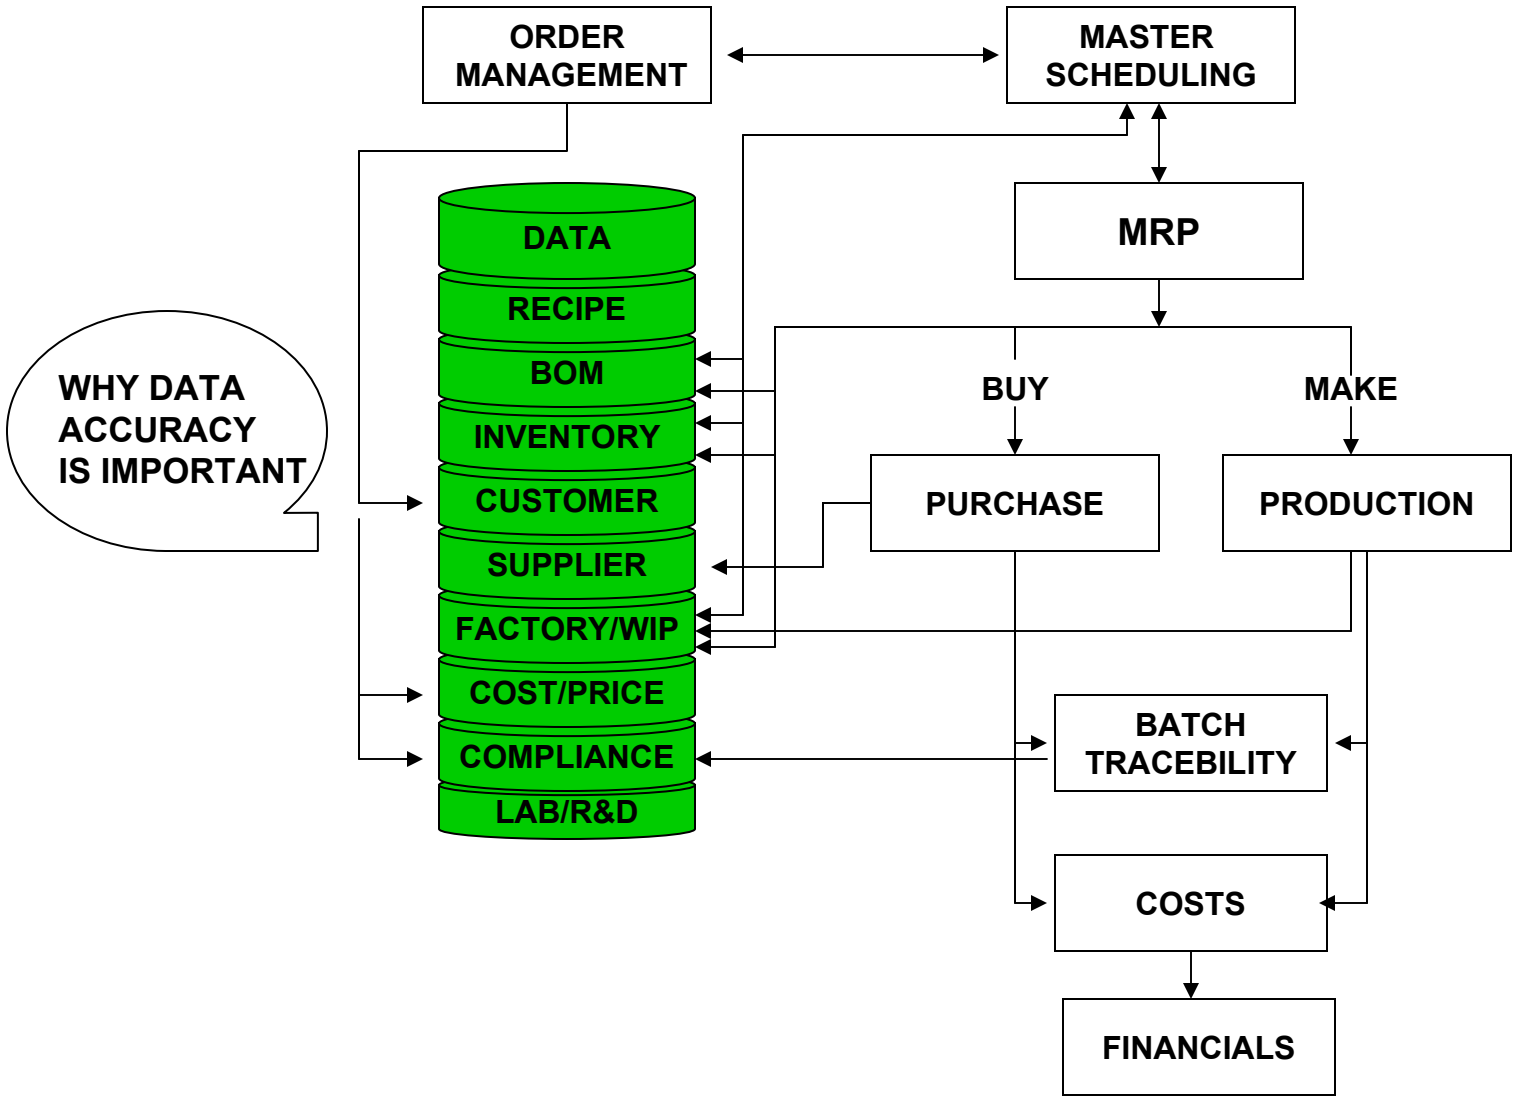 ORDER
MANAGEMENT
MASTER
SCHEDULING
DATA
RECIPE
BOM
INVENTORY
CUSTOMER
SUPPLIER
FACTORY/WIP
COST/PRICE
COMPLIANCE
LAB/R&D
WHY DATA
ACCURACY
IS IMPORTANT
MRP
BUY
MAKE
PURCHASE
PRODUCTION
BATCH
TRACEBILITY
COSTS
FINANCIALS